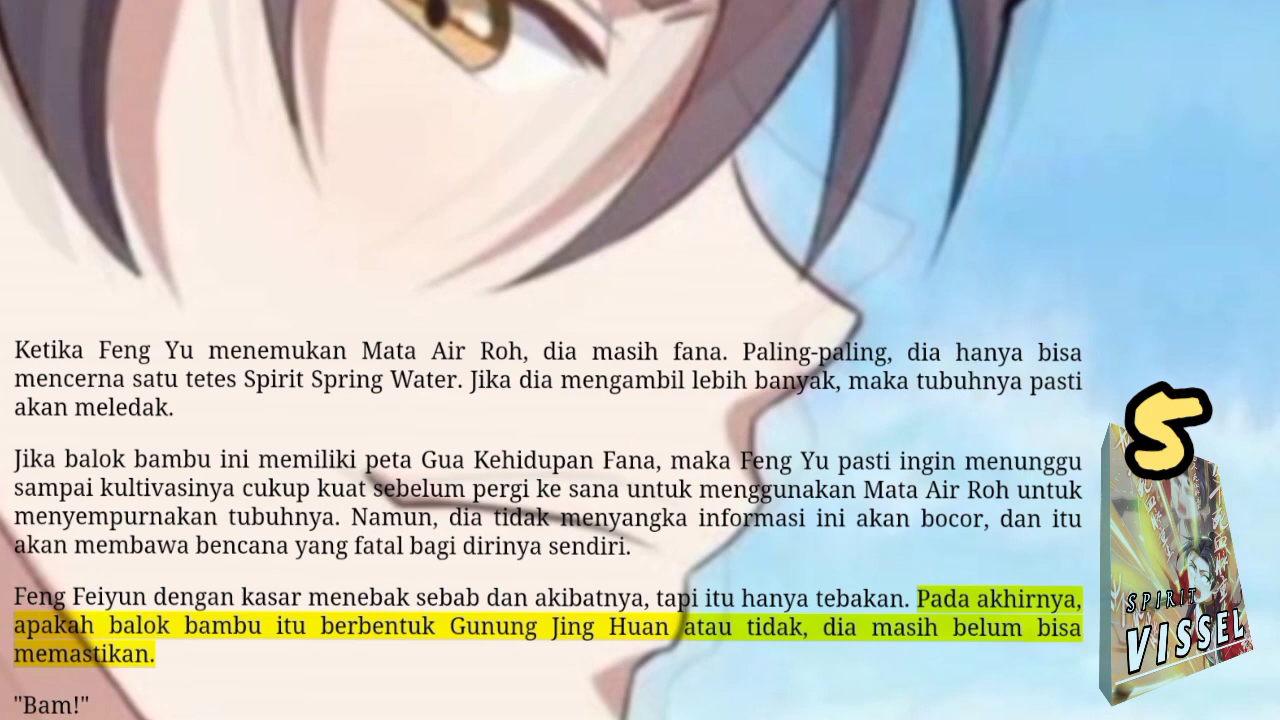 Ketika Feng Yu menemukan Mata Air Roh, dia masih fana. Paling-paling, dia hanya bisa
mencerna satu tetes Spirit Spring Water. Jika dia mengambil lebih banyak, maka tubuhnya pasti
akan meledak.
Jika balok bambu ini memiliki peta Gua Kehidupan Fana, maka Feng Yu pasti ingin menunggu
sampai kultivasinya cukup kuat sebelum pergi ke sana untuk menggunakan Mata Air Roh untuk
menyempurnakan tubuhnya. Namun, dia tidak menyangka informasi ini akan bocor, dan itu
akan membawa bencana yang fatal bagi dirinya sendiri.
Feng Feiyun dengan kasar menebak sebab dan akibatnya, tapi itu hanya tebakan. Pada akhirnya,
apakah balok bambu itu berbentuk Gunung Jing Huan atau tidak, dia masih belum bisa
memastikan.
"Bam!"
5
SPIRIT
VISSEL